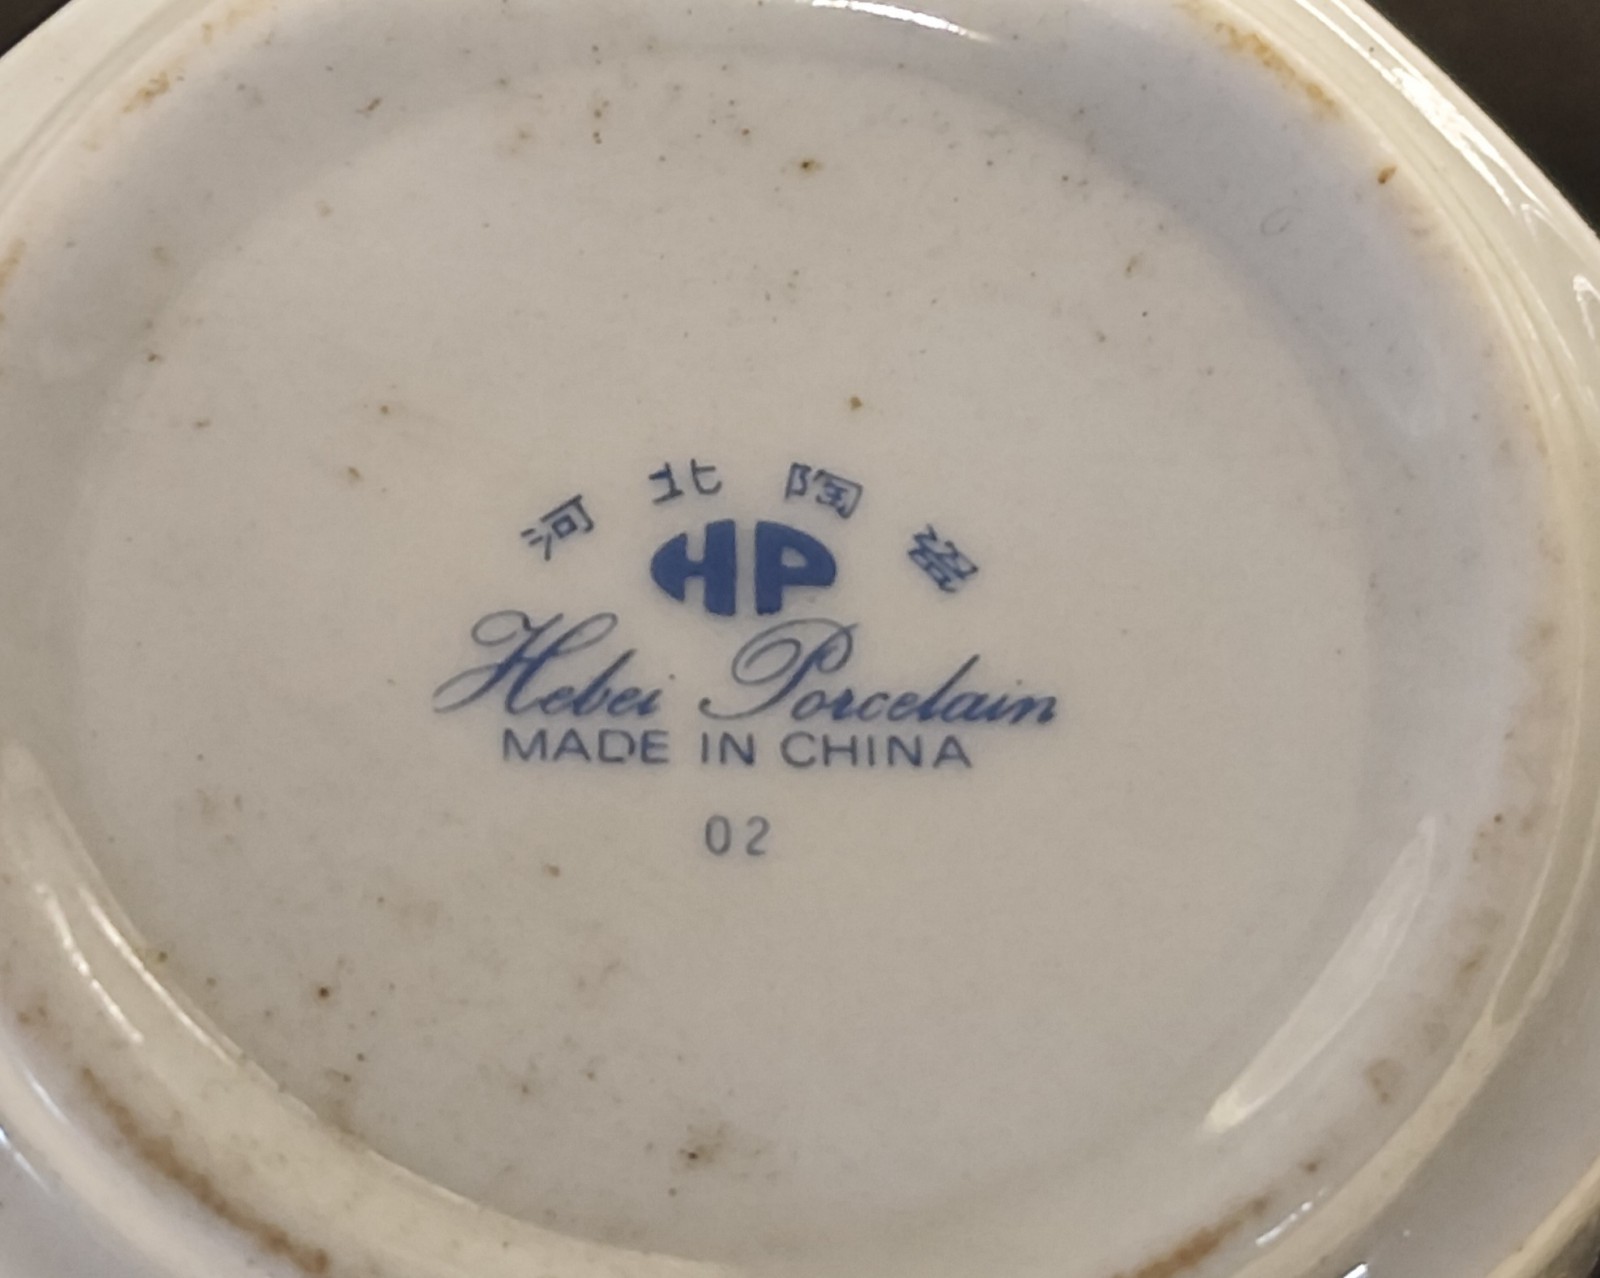 河北陶瓷
HP
Hebei Porcelain
MADE IN CHINA
02